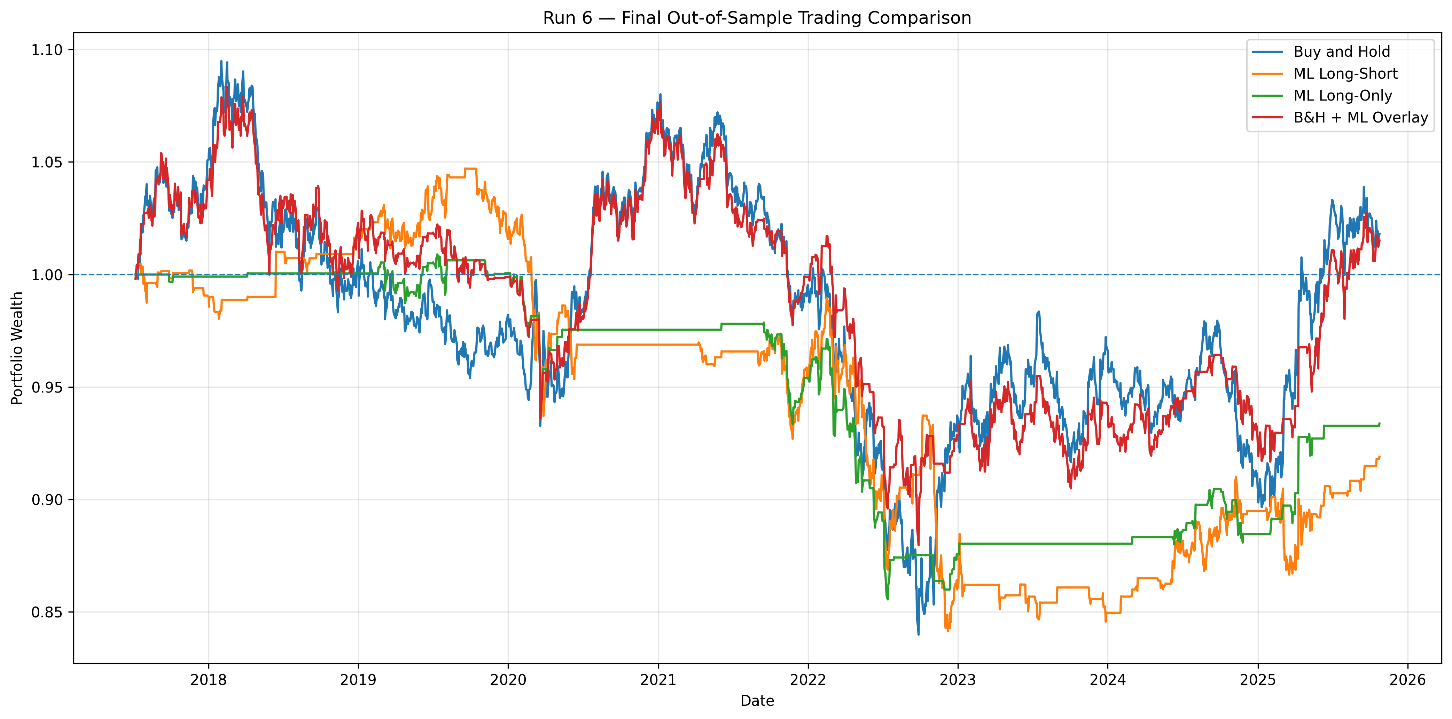 Run 6 — Final Out-of-Sample Trading Comparison
Buy and Hold
ML Long-Short
ML Long-Only
B&H + ML Overlay
Portfolio Wealth
1.10
1.05
1.00
0.95
0.90
0.85
2018 2019 2020 2021 2022 2023 2024 2025 2026
Date